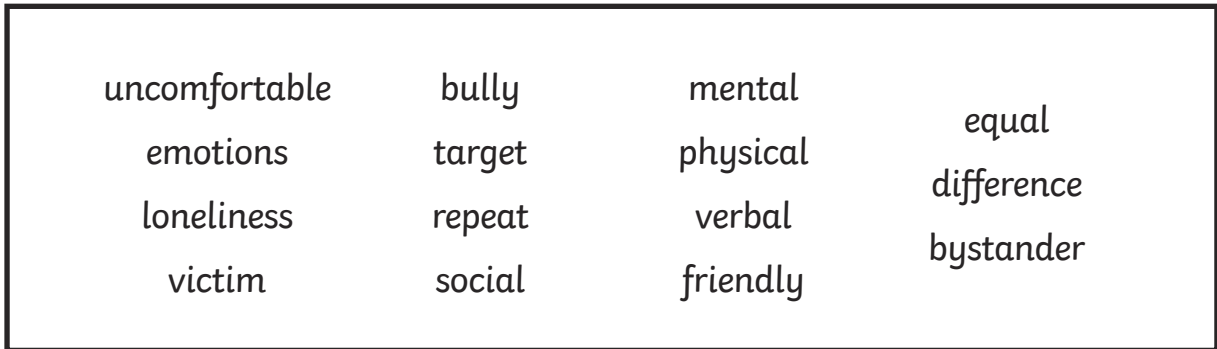 uncomfortable
emotions
loneliness
victim
bully
target
repeat
social
mental
physical
verbal
friendly
equal
difference
bystander